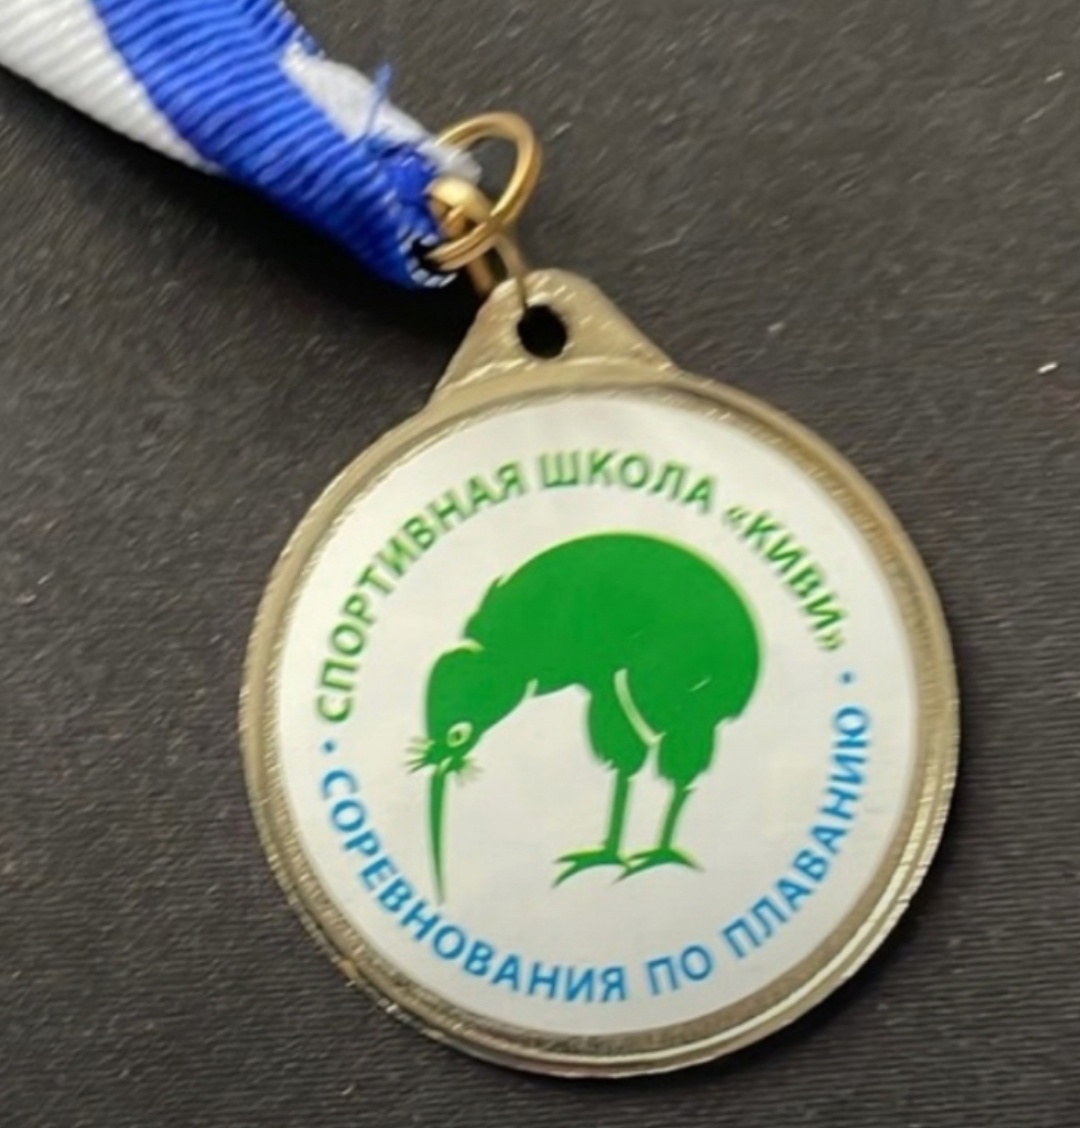 СПОРТИВНАЯ ШКОЛА «КИВИ»
• СОРЕВНОВАНИЯ ПО ПЛАВАНИЮ •